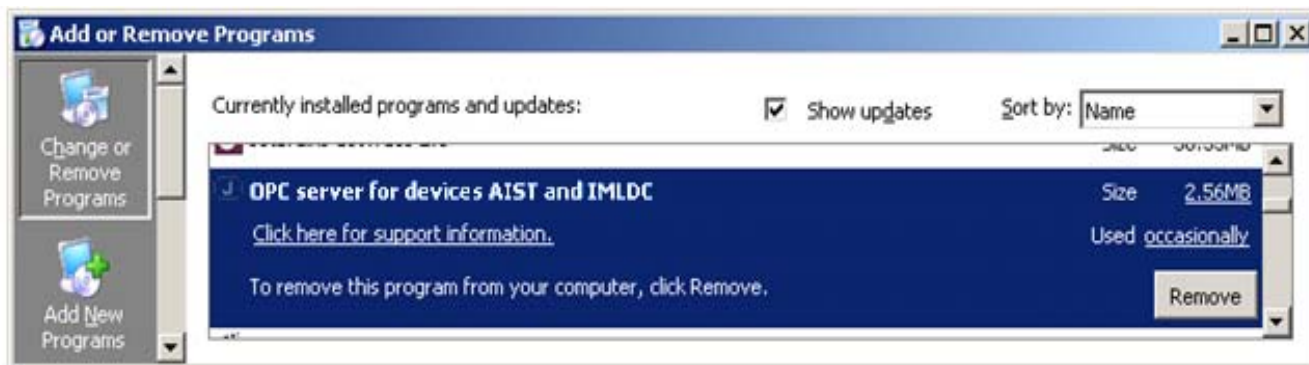 Add or Remove Programs
Currently installed programs and updates:
Show updates
Sort by: Name
Change or
Remove
Programs
Size
OPC server for devices AIST and IMLDC
Size 2.56MB
Click here for support information.
Used occasionally
To remove this program from your computer, click Remove.
Remove
Add New
Programs